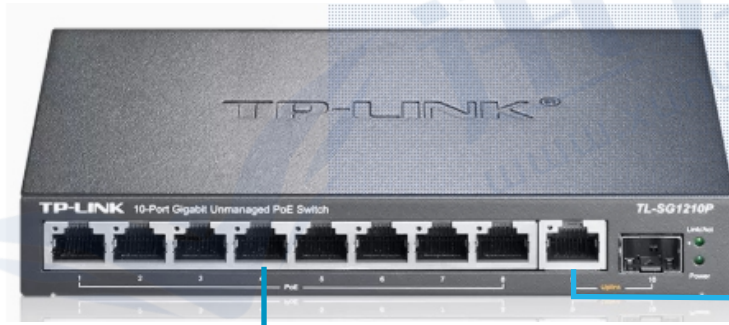 TP-LINK®
TP-LINK 10-Port Gigabit Unmanaged PoE Switch TL-SG1210P
Link/Act
Power
1 2 3 4 5 6 7 8 10
PoE Uplink